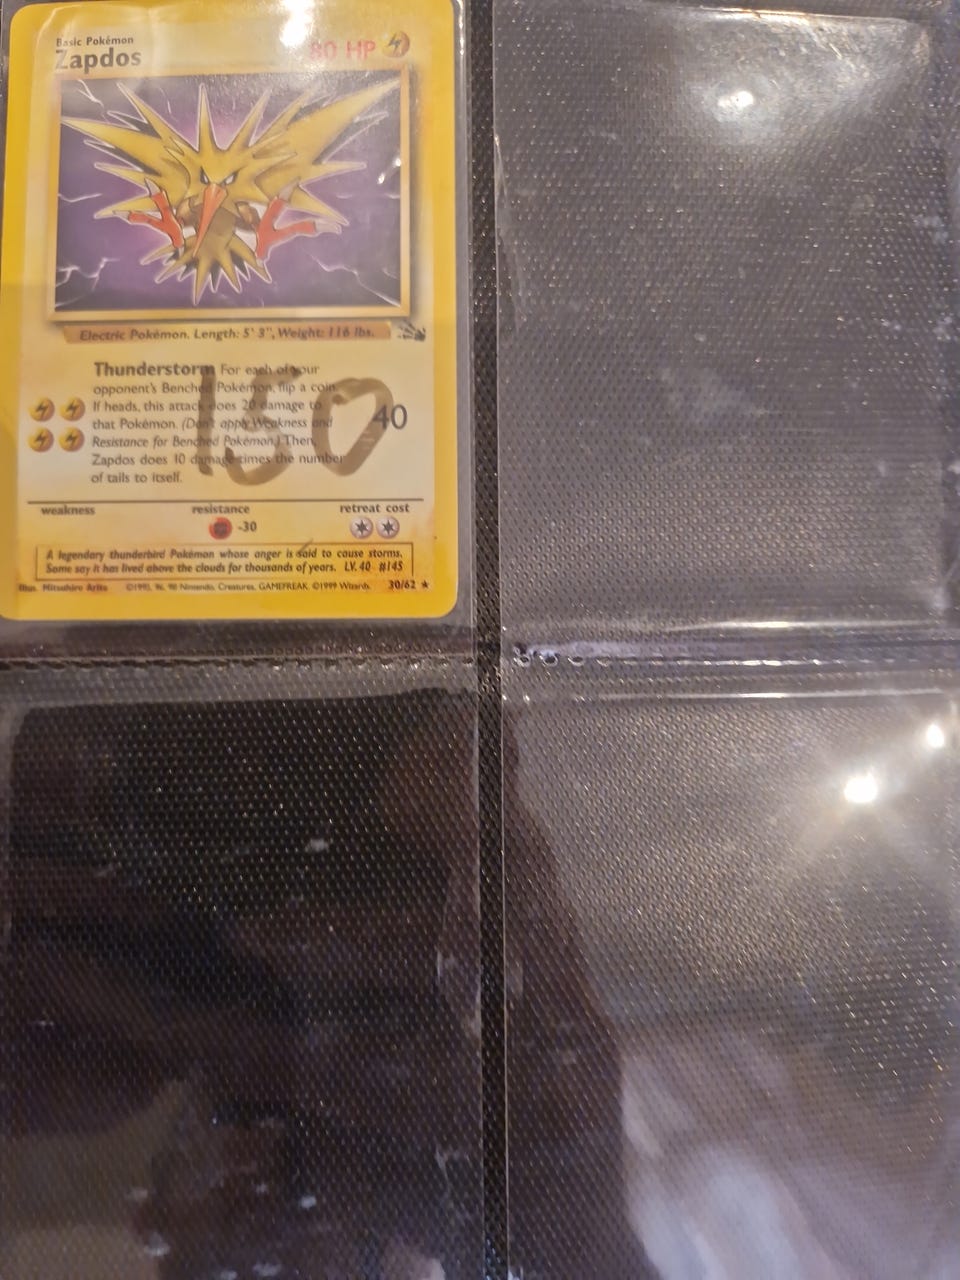 Basic Pokémon
Zapdos
80 HP
Electric Pokémon. Length: 5' 3", Weight: 116 lbs.
Thunderstorm For each of your
opponent's Benched Pokémon, flip a coin.
If heads, this attack does 20 damage to
that Pokémon. (Don't apply Weakness and
Resistance for Benched Pokémon.) Then,
Zapdos does 10 damage times the number
of tails to itself.
40
150
weakness
resistance
retreat cost
-30
A legendary thunderbird Pokémon whose anger is said to cause storms.
Some say it has lived above the clouds for thousands of years. LV. 40 #145
Illus. Mitsuhiro Arita ©1995, 96, 98 Nintendo, Creatures, GAMEFREAK. ©1999 Wizards. 30/62 ★